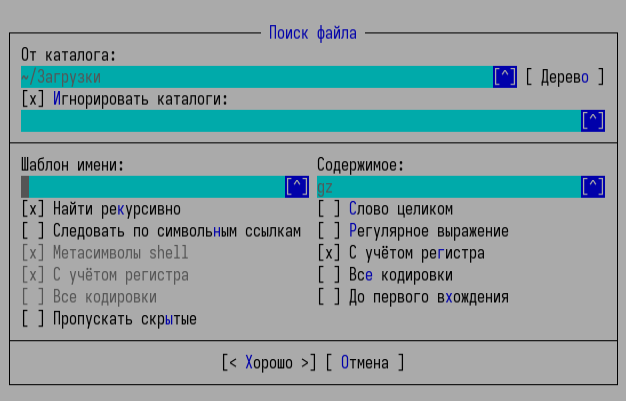 Поиск файла
От каталога:
~/Загрузки [^] [ Дерево ]
[x] Игнорировать каталоги:
[^]
Шаблон имени: Содержимое:
[^] gz [^]
[x] Найти рекурсивно [ ] Слово целиком
[ ] Следовать по символьным ссылкам [ ] Регулярное выражение
[x] Метасимволы shell [x] С учётом регистра
[x] С учётом регистра [ ] Все кодировки
[ ] Все кодировки [ ] До первого вхождения
[ ] Пропускать скрытые
[< Хорошо >] [ Отмена ]